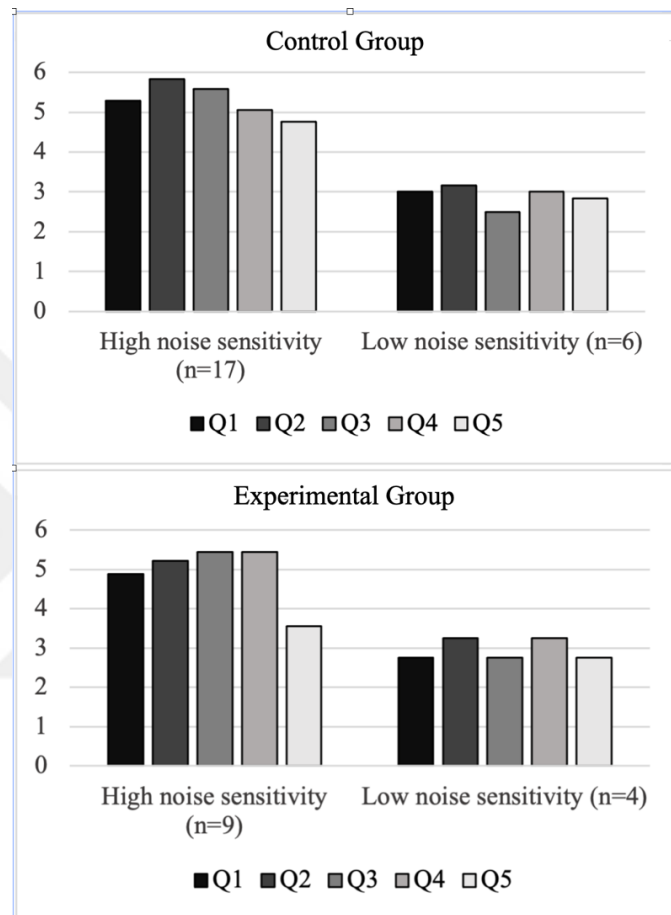 Control Group
6
5
4
3
2
1
0
High noise sensitivity
(n=17)
Low noise sensitivity (n=6)
Q1 Q2 Q3 Q4 Q5
Experimental Group
6
5
4
3
2
1
0
High noise sensitivity
(n=9)
Low noise sensitivity (n=4)
Q1 Q2 Q3 Q4 Q5